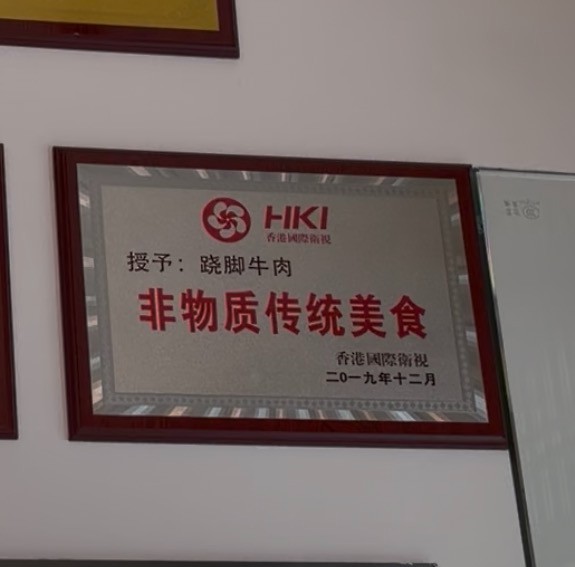 HKI
香港國際衛視
授予：跷脚牛肉
非物质传统美食
香港國際衛視
二0一九年十二月